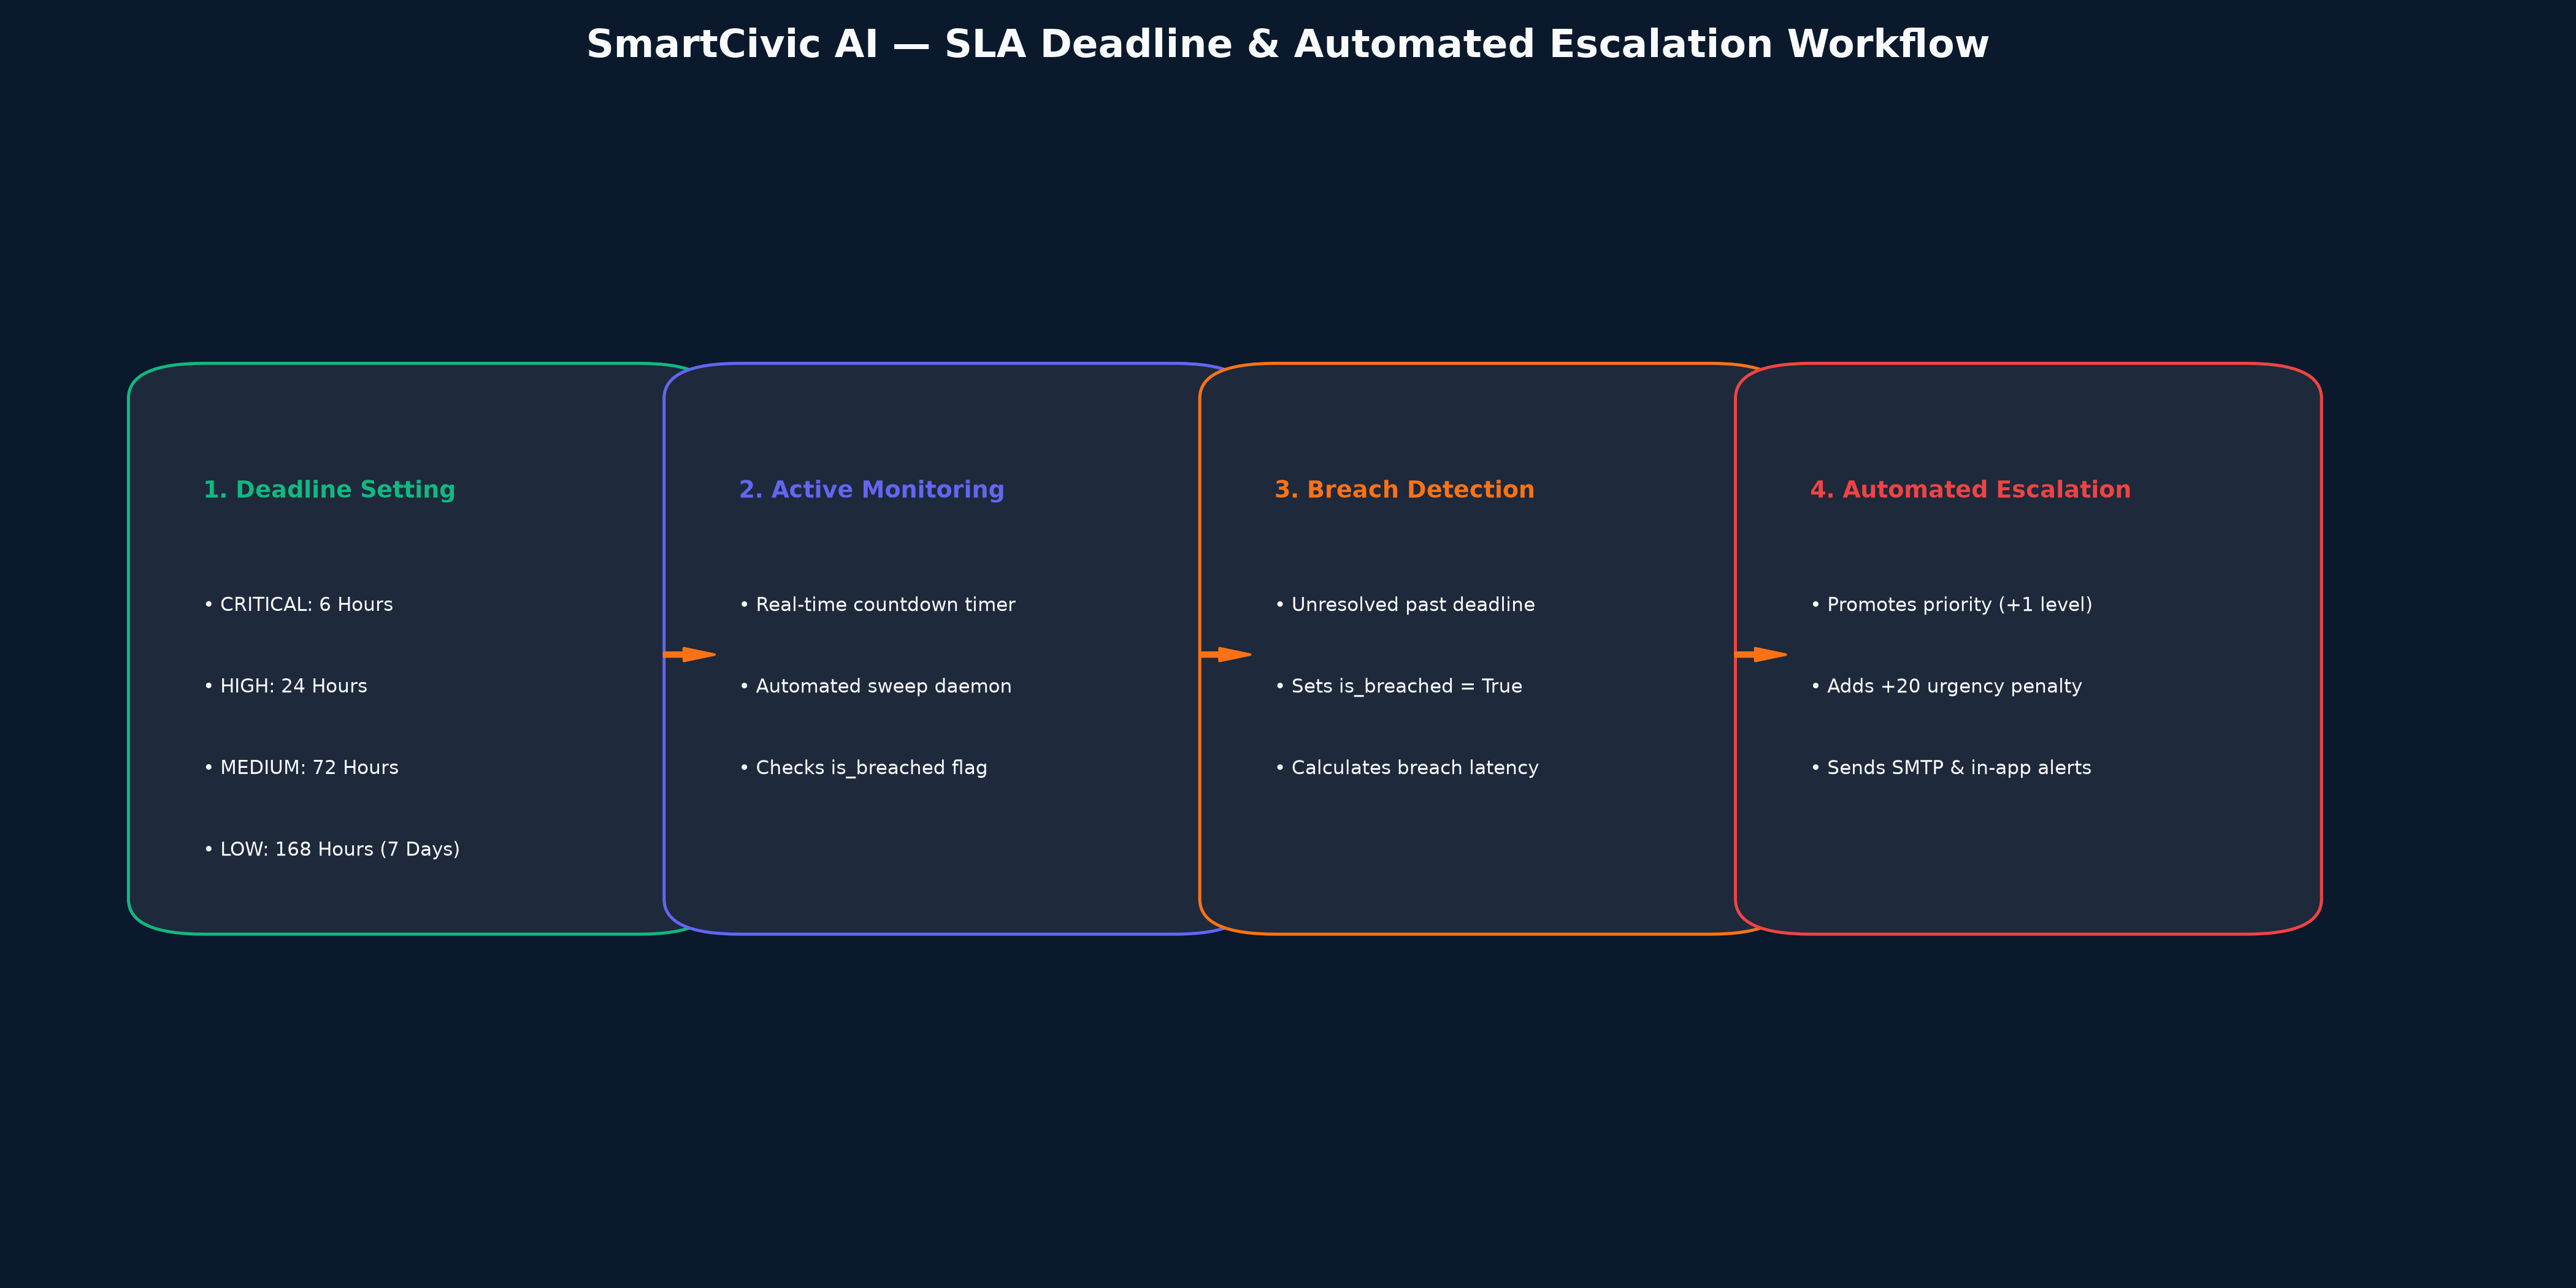 SmartCivic AI — SLA Deadline & Automated Escalation Workflow
1. Deadline Setting
• CRITICAL: 6 Hours
• HIGH: 24 Hours
• MEDIUM: 72 Hours
• LOW: 168 Hours (7 Days)
2. Active Monitoring
• Real-time countdown timer
• Automated sweep daemon
• Checks is_breached flag
3. Breach Detection
• Unresolved past deadline
• Sets is_breached = True
• Calculates breach latency
4. Automated Escalation
• Promotes priority (+1 level)
• Adds +20 urgency penalty
• Sends SMTP & in-app alerts